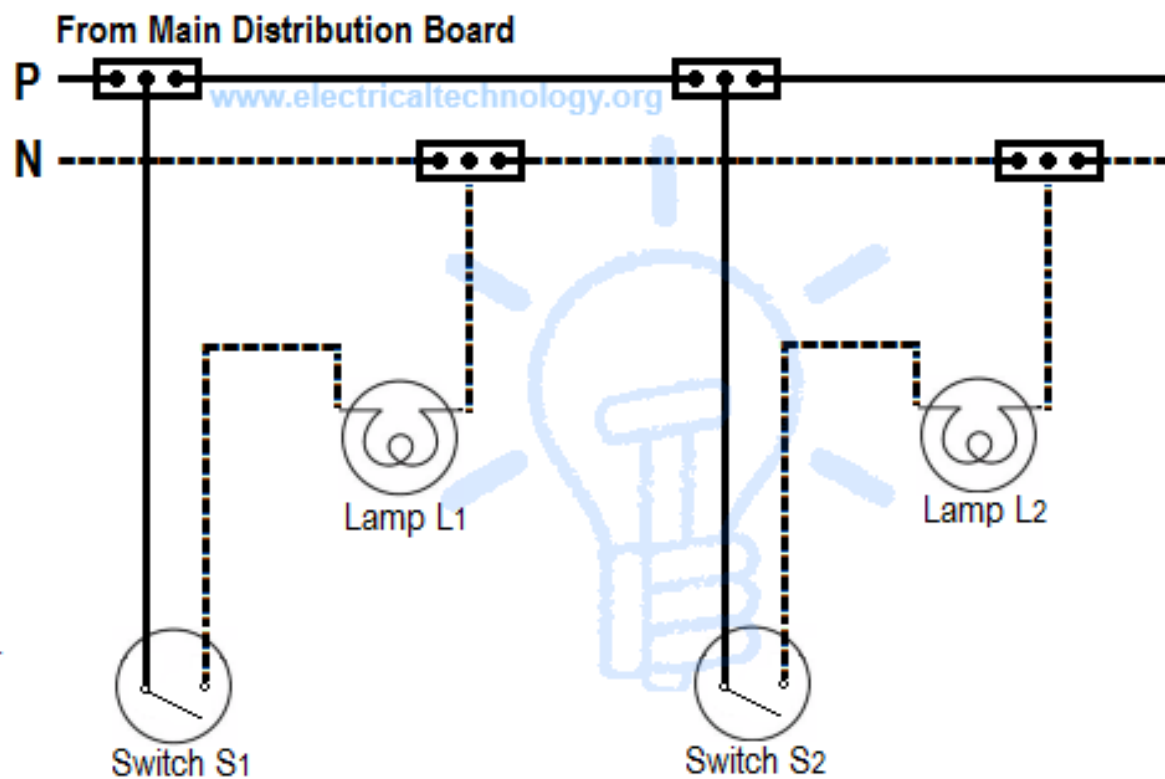 From Main Distribution Board
P
www.electricaltechnology.org
N
Lamp L1
Lamp L2
Switch S1
Switch S2